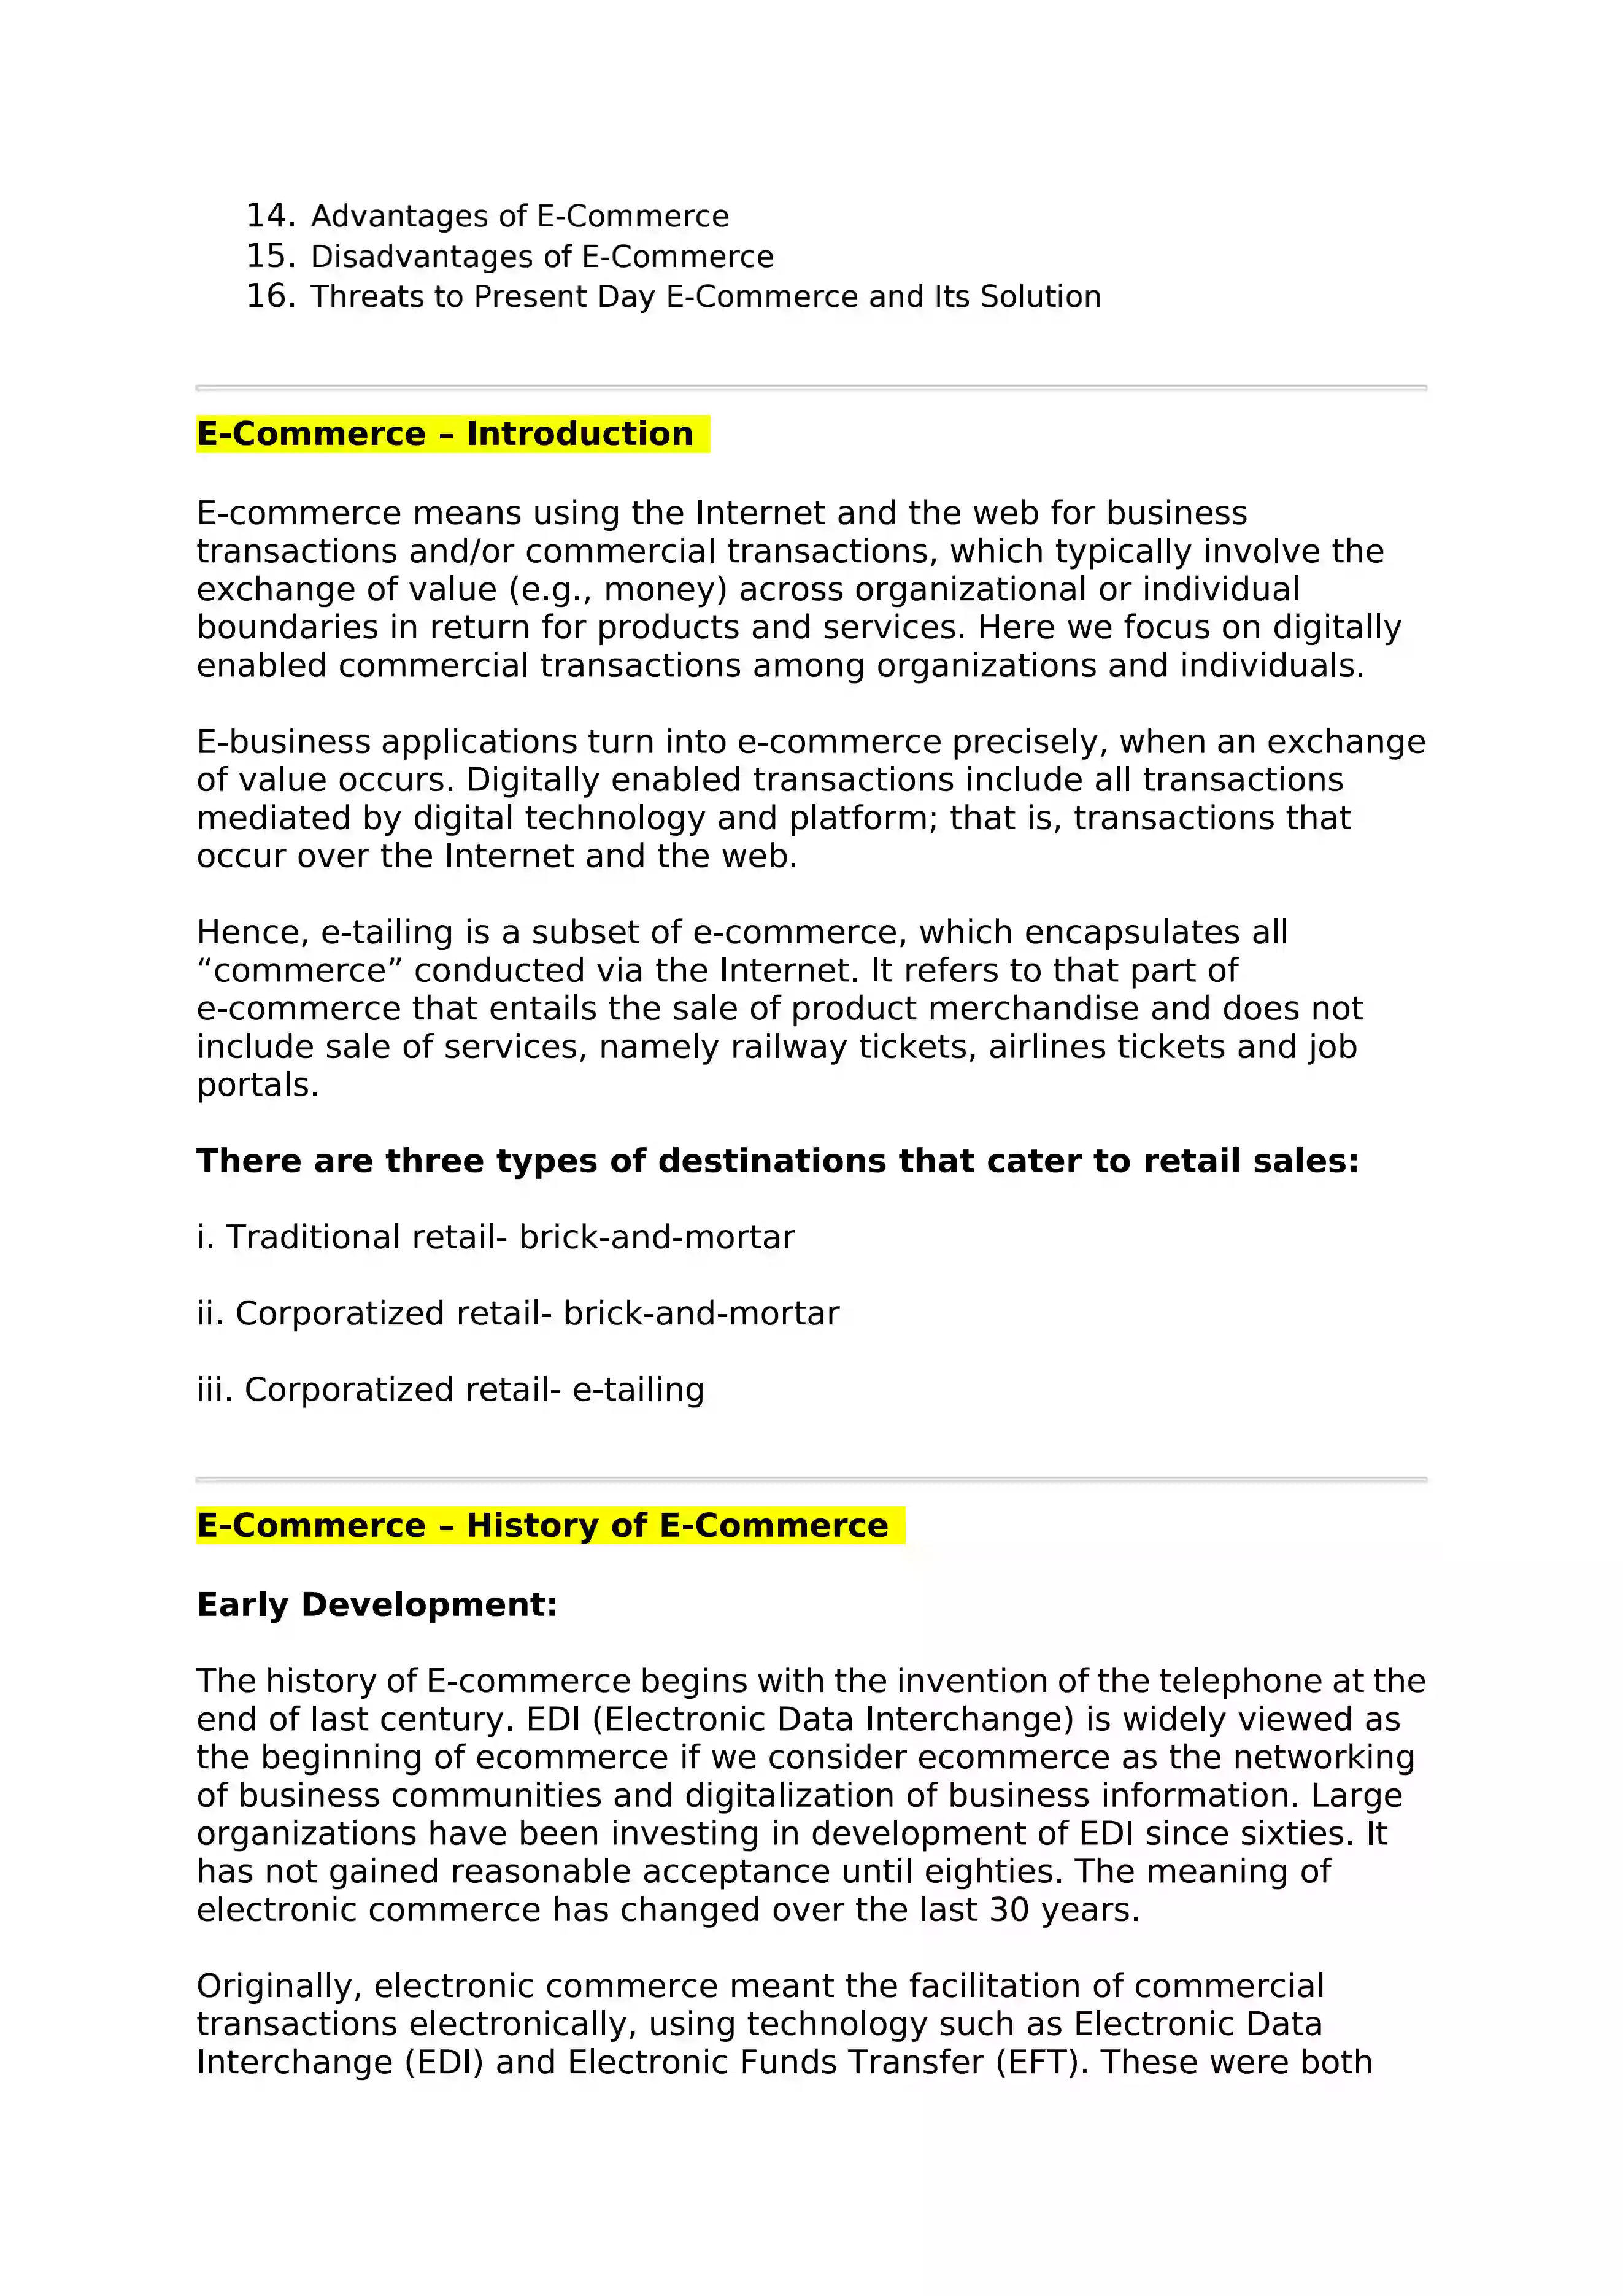 14. Advantages of E-Commerce
15. Disadvantages of E-Commerce
16. Threats to Present Day E-Commerce and Its Solution
E-Commerce – Introduction
E-commerce means using the Internet and the web for business
transactions and/or commercial transactions, which typically involve the
exchange of value (e.g., money) across organizational or individual
boundaries in return for products and services. Here we focus on digitally
enabled commercial transactions among organizations and individuals.
E-business applications turn into e-commerce precisely, when an exchange
of value occurs. Digitally enabled transactions include all transactions
mediated by digital technology and platform; that is, transactions that
occur over the Internet and the web.
Hence, e-tailing is a subset of e-commerce, which encapsulates all
“commerce” conducted via the Internet. It refers to that part of
e-commerce that entails the sale of product merchandise and does not
include sale of services, namely railway tickets, airlines tickets and job
portals.
There are three types of destinations that cater to retail sales:
i. Traditional retail- brick-and-mortar
ii. Corporatized retail- brick-and-mortar
iii. Corporatized retail- e-tailing
E-Commerce – History of E-Commerce
Early Development:
The history of E-commerce begins with the invention of the telephone at the
end of last century. EDI (Electronic Data Interchange) is widely viewed as
the beginning of ecommerce if we consider ecommerce as the networking
of business communities and digitalization of business information. Large
organizations have been investing in development of EDI since sixties. It
has not gained reasonable acceptance until eighties. The meaning of
electronic commerce has changed over the last 30 years.
Originally, electronic commerce meant the facilitation of commercial
transactions electronically, using technology such as Electronic Data
Interchange (EDI) and Electronic Funds Transfer (EFT). These were both